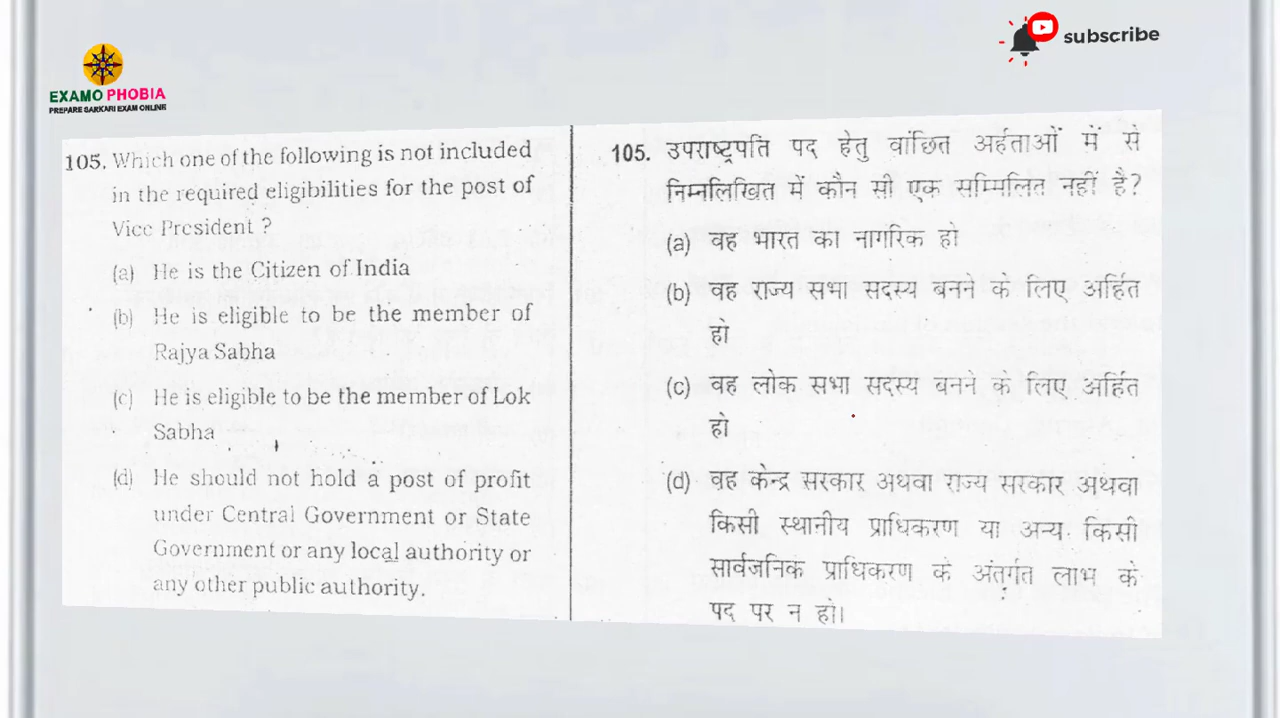 subscribe
EXAMO PHOBIA
PREPARE SARKARI EXAM ONLINE
105. Which one of the following is not included
in the required eligibilities for the post of
Vice President ?
(a) He is the Citizen of India
(b) He is eligible to be the member of
Rajya Sabha
(c) He is eligible to be the member of Lok
Sabha
(d) He should not hold a post of profit
under Central Government or State
Government or any local authority or
any other public authority.
105. उपराष्ट्रपति पद हेतु वांछित अर्हताओं में से
निम्नलिखित में कौन सी एक सम्मिलित नहीं है?
(a) वह भारत का नागरिक हो
(b) वह राज्य सभा सदस्य बनने के लिए अर्हित
हो
(c) वह लोक सभा सदस्य बनने के लिए अर्हित
हो
(d) वह केन्द्र सरकार अथवा राज्य सरकार अथवा
किसी स्थानीय प्राधिकरण या अन्य किसी
सार्वजनिक प्राधिकरण के अंतर्गत लाभ के
पद पर न हो।